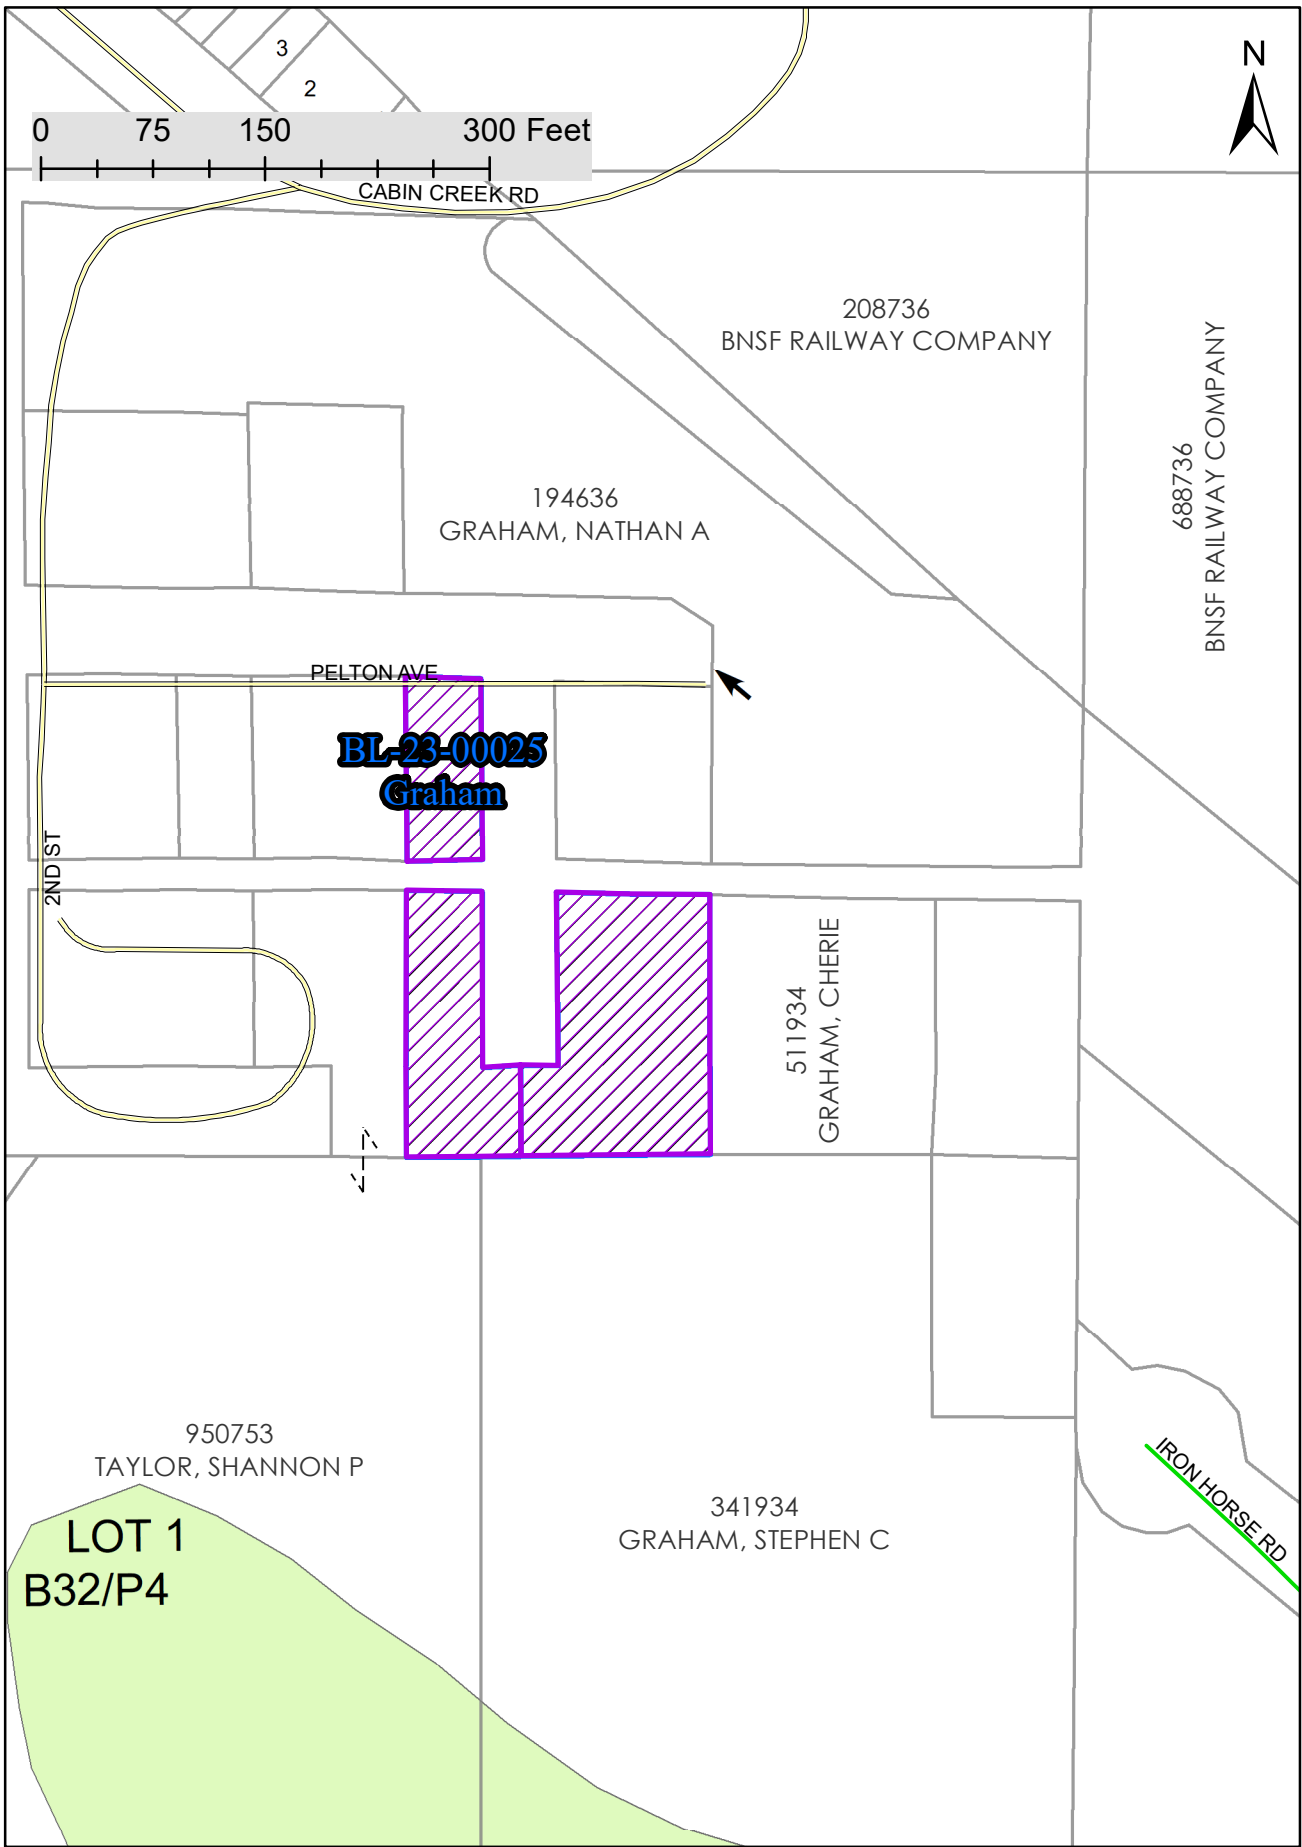 3
2
N
0 75 150 300 Feet
CABIN CREEK RD
208736
BNSF RAILWAY COMPANY
688736
BNSF RAILWAY COMPANY
194636
GRAHAM, NATHAN A
PELTON AVE
BL-23-00025
Graham
2ND ST
511934
GRAHAM, CHERIE
950753
TAYLOR, SHANNON P
341934
GRAHAM, STEPHEN C
IRON HORSE RD
LOT 1
B32/P4